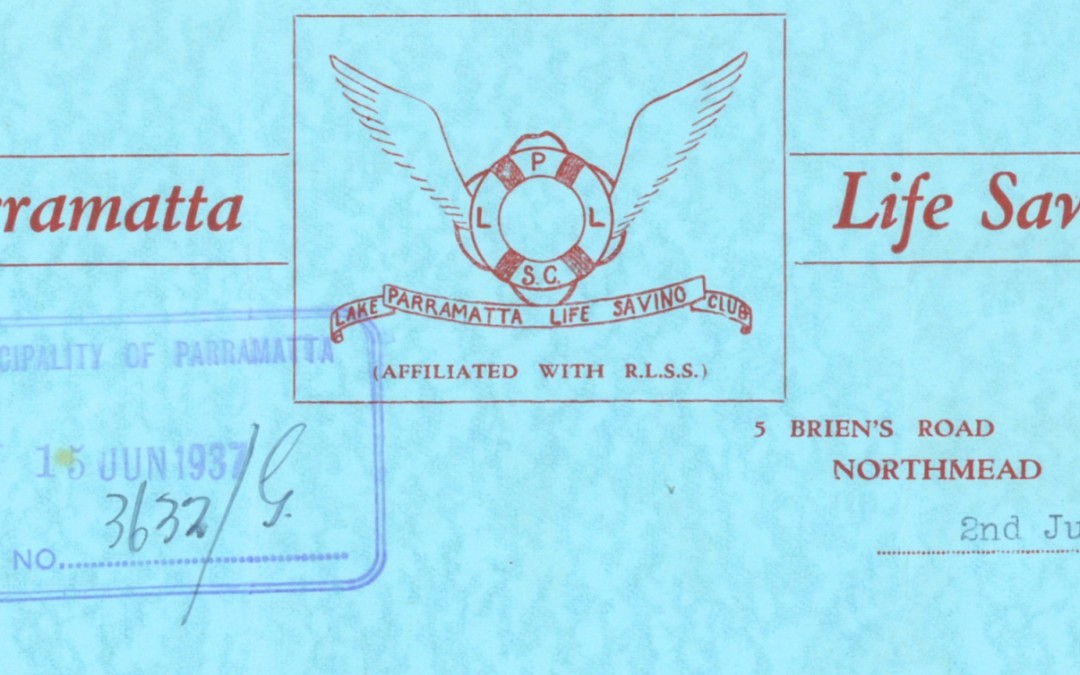 rramatta
P
L L
S.C.
LAKE PARRAMATTA LIFE SAVING CLUB
(AFFILIATED WITH R.L.S.S.)
Life Sav
CIPALITY OF PARRAMATTA
15 JUN 1937
3632/G.
NO.
5 BRIEN'S ROAD
NORTHMEAD
2nd Ju